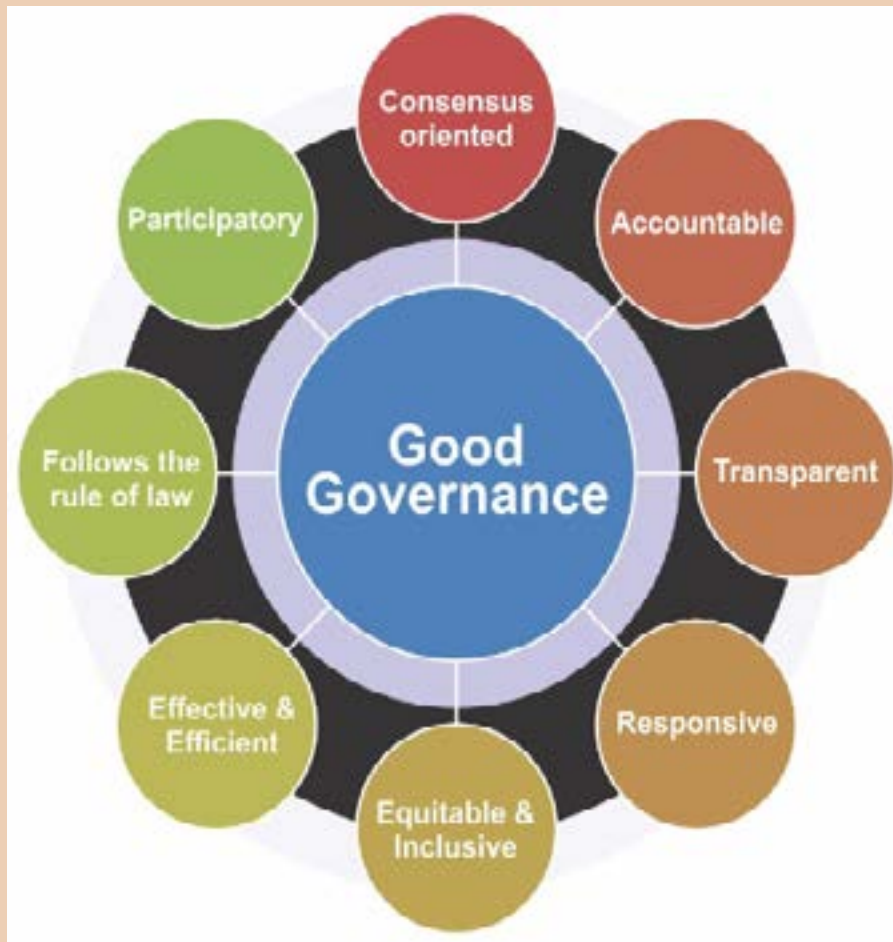 Consensus
oriented
Accountable
Transparent
Responsive
Equitable &
Inclusive
Effective &
Efficient
Follows the
rule of law
Participatory
Good
Governance